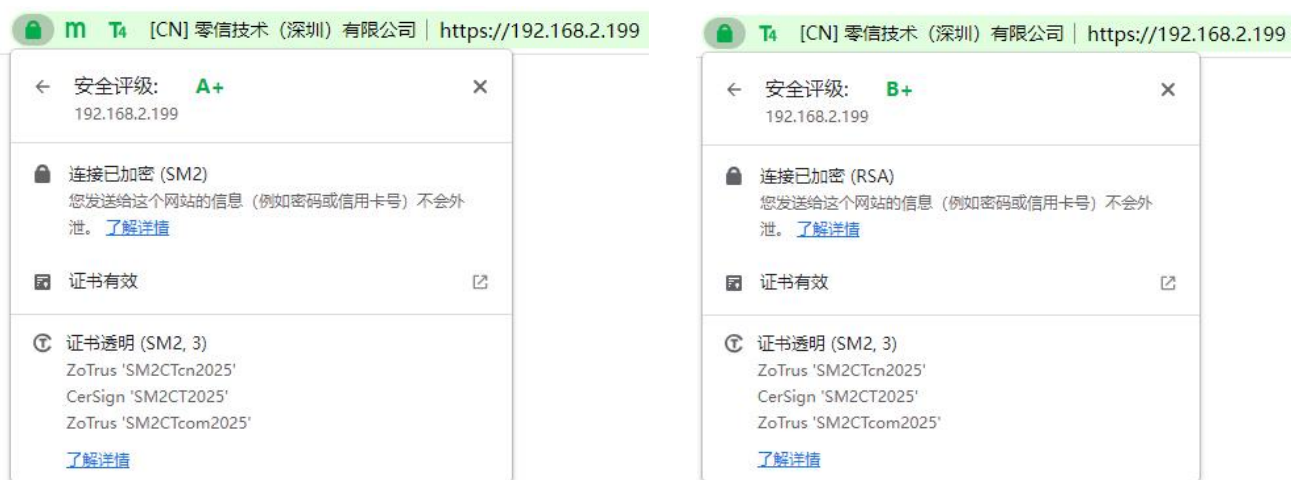 m T4 [CN] 零信技术（深圳）有限公司 | https://192.168.2.199
安全评级: A+
192.168.2.199
连接已加密 (SM2)
您发送给这个网站的信息（例如密码或信用卡号）不会外
泄。 了解详情
证书有效
证书透明 (SM2, 3)
ZoTrus 'SM2CTcn2025'
CerSign 'SM2CT2025'
ZoTrus 'SM2CTcom2025'
了解详情
T4 [CN] 零信技术（深圳）有限公司 | https://192.168.2.199
安全评级: B+
192.168.2.199
连接已加密 (RSA)
您发送给这个网站的信息（例如密码或信用卡号）不会外
泄。 了解详情
证书有效
证书透明 (SM2, 3)
ZoTrus 'SM2CTcn2025'
CerSign 'SM2CT2025'
ZoTrus 'SM2CTcom2025'
了解详情